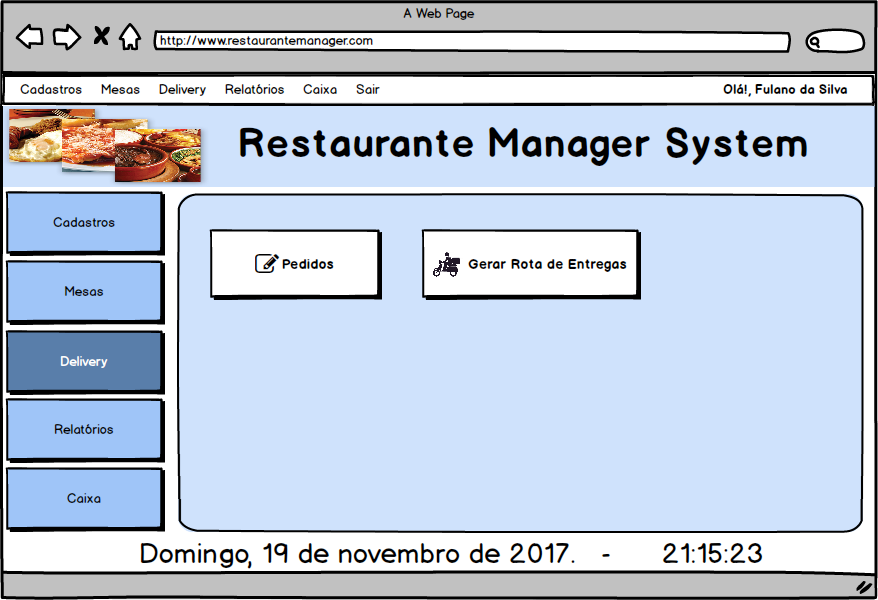 A Web Page
http://www.restaurantemanager.com
Cadastros Mesas Delivery Relatórios Caixa Sair Olá!, Fulano da Silva
Restaurante Manager System
Cadastros
Mesas
Delivery
Relatórios
Caixa
Pedidos Gerar Rota de Entregas
Domingo, 19 de novembro de 2017. - 21:15:23